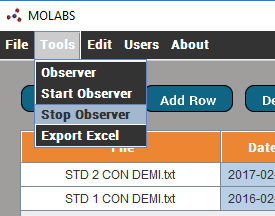 MOLABS
File Tools Edit Users About
Observer
Start Observer
Stop Observer
Export Excel
Add Row
File
STD 2 CON DEMI.txt 2017-02-
STD 1 CON DEMI.txt 2016-02-